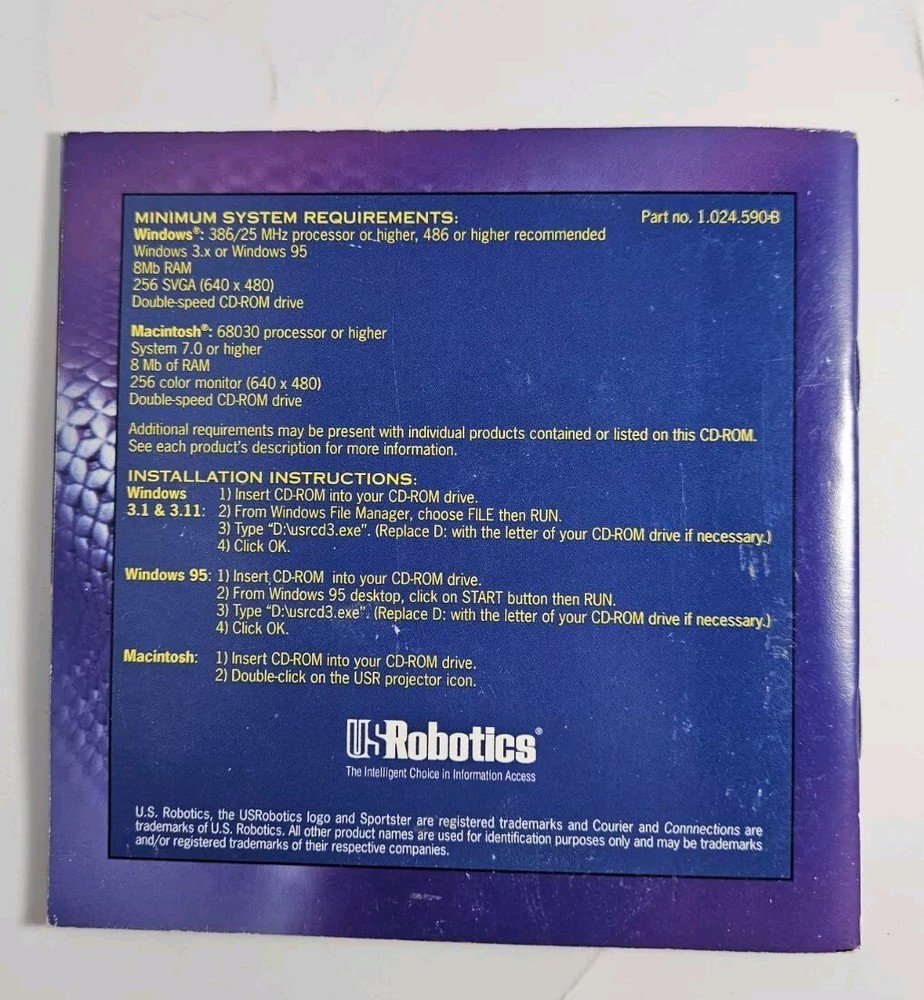 MINIMUM SYSTEM REQUIREMENTS: Part no. 1.024.590-B
Windows®: 386/25 MHz processor or higher, 486 or higher recommended
Windows 3.x or Windows 95
8Mb RAM
256 SVGA (640 x 480)
Double-speed CD-ROM drive
Macintosh®: 68030 processor or higher
System 7.0 or higher
8 Mb of RAM
256 color monitor (640 x 480)
Double-speed CD-ROM drive
Additional requirements may be present with individual products contained or listed on this CD-ROM.
See each product's description for more information.
INSTALLATION INSTRUCTIONS:
Windows 1) Insert CD-ROM into your CD-ROM drive.
3.1 & 3.11: 2) From Windows File Manager, choose FILE then RUN.
3) Type "D:\usrcd3.exe". (Replace D: with the letter of your CD-ROM drive if necessary.)
4) Click OK.
Windows 95: 1) Insert CD-ROM into your CD-ROM drive.
2) From Windows 95 desktop, click on START button then RUN.
3) Type "D:\usrcd3.exe". (Replace D: with the letter of your CD-ROM drive if necessary.)
4) Click OK.
Macintosh: 1) Insert CD-ROM into your CD-ROM drive.
2) Double-click on the USR projector icon.
USRobotics®
The Intelligent Choice in Information Access
U.S. Robotics, the USRobotics logo and Sportster are registered trademarks and Courier and Connnections are
trademarks of U.S. Robotics. All other product names are used for identification purposes only and may be trademarks
and/or registered trademarks of their respective companies.